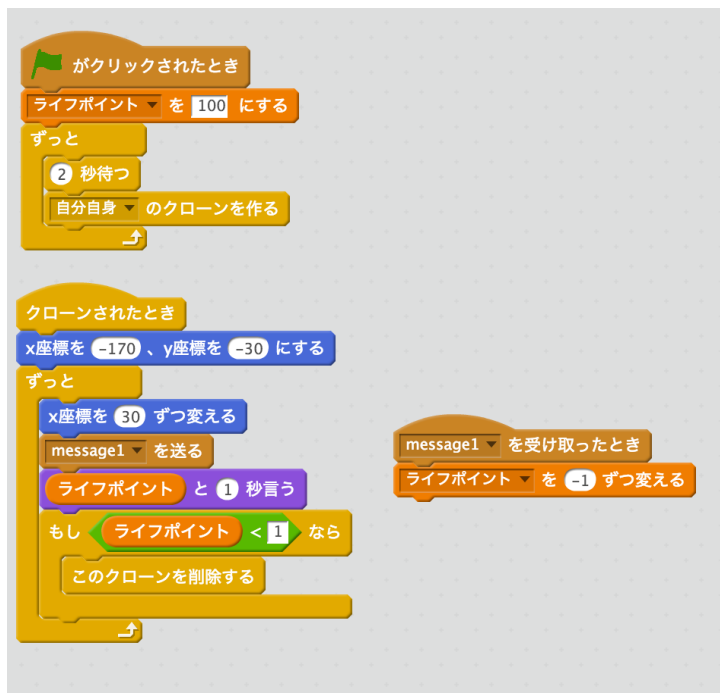 がクリックされたとき
ライフポイント を 100 にする
ずっと
2 秒待つ
自分自身 のクローンを作る
クローンされたとき
x座標を -170 、y座標を -30 にする
ずっと
x座標を 30 ずつ変える
message1 を送る
ライフポイント と 1 秒言う
もし ライフポイント < 1 なら
このクローンを削除する
message1 を受け取ったとき
ライフポイント を -1 ずつ変える